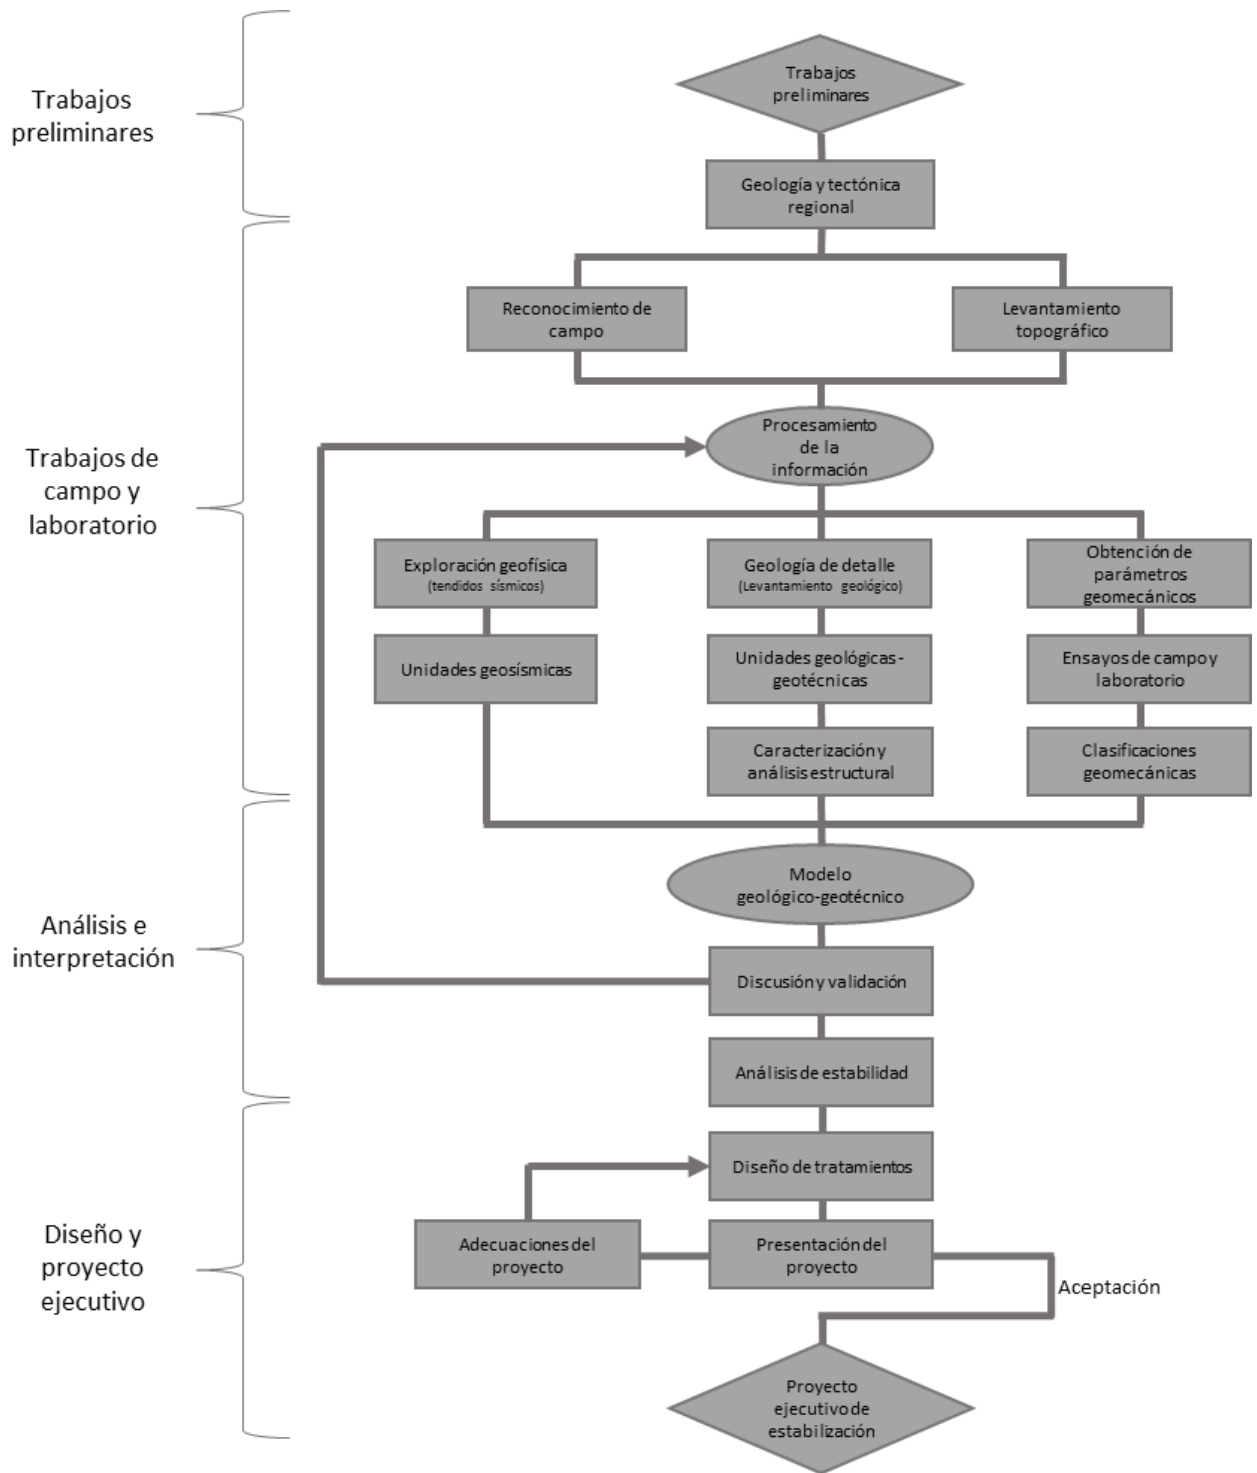 Trabajos
preliminares
Trabajos
preliminares
Geología y tectónica
regional
Trabajos de
campo y
laboratorio
Reconocimiento de
campo
Levantamiento
topográfico
Procesamiento
de la
información
Exploración geofísica
(tendidos sísmicos)
Geología de detalle
(Levantamiento geológico)
Obtención de
parámetros
geomecánicos
Unidades geosísmicas
Unidades geológicas-
geotécnicas
Ensayos de campo y
laboratorio
Caracterización y
análisis estructural
Clasificaciones
geomecánicas
Análisis e
interpretación
Modelo
geológico-geotécnico
Discusión y validación
Análisis de estabilidad
Diseño y
proyecto
ejecutivo
Diseño de tratamientos
Adecuaciones del
proyecto
Presentación del
proyecto
Aceptación
Proyecto
ejecutivo de
estabilización